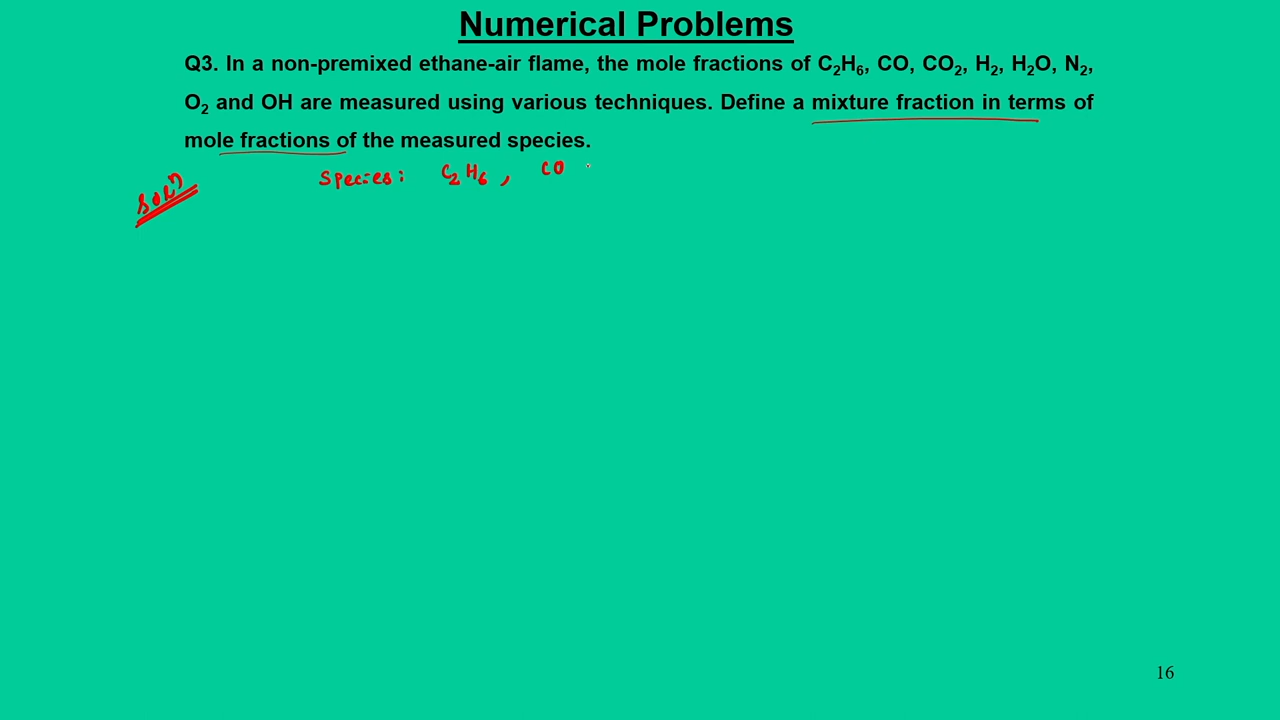 Numerical Problems
Q3. In a non-premixed ethane-air flame, the mole fractions of C₂H₆, CO, CO₂, H₂, H₂O, N₂,
O₂ and OH are measured using various techniques. Define a mixture fraction in terms of
mole fractions of the measured species.
Species: C₂H₆, CO
16